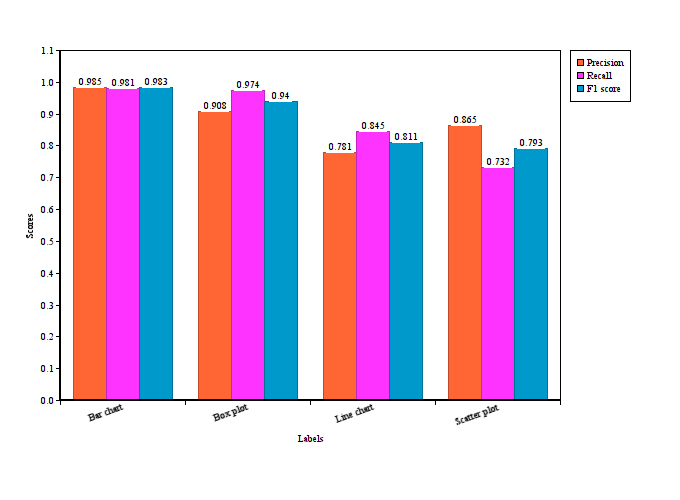 1.1
1.0
0.9
0.8
0.7
0.6
0.5
0.4
0.3
0.2
0.1
0.0
Scores
0.985 0.981 0.983
0.908 0.974 0.94
0.781 0.845 0.811
0.865 0.732 0.793
Bar chart Box plot Line chart Scatter plot
Labels
Precision
Recall
F1 score